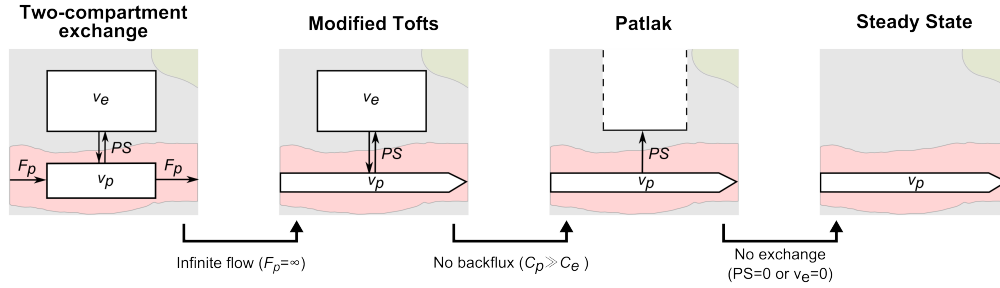 Two-compartment
exchange
Modified Tofts
Patlak
Steady State
vₑ
PS
Fₚ
vₚ
Fₚ
vₑ
PS
vₚ
PS
vₚ
vₚ
Infinite flow (Fₚ=∞)
No backflux (Cₚ≫Cₑ )
No exchange
(PS=0 or vₑ=0)